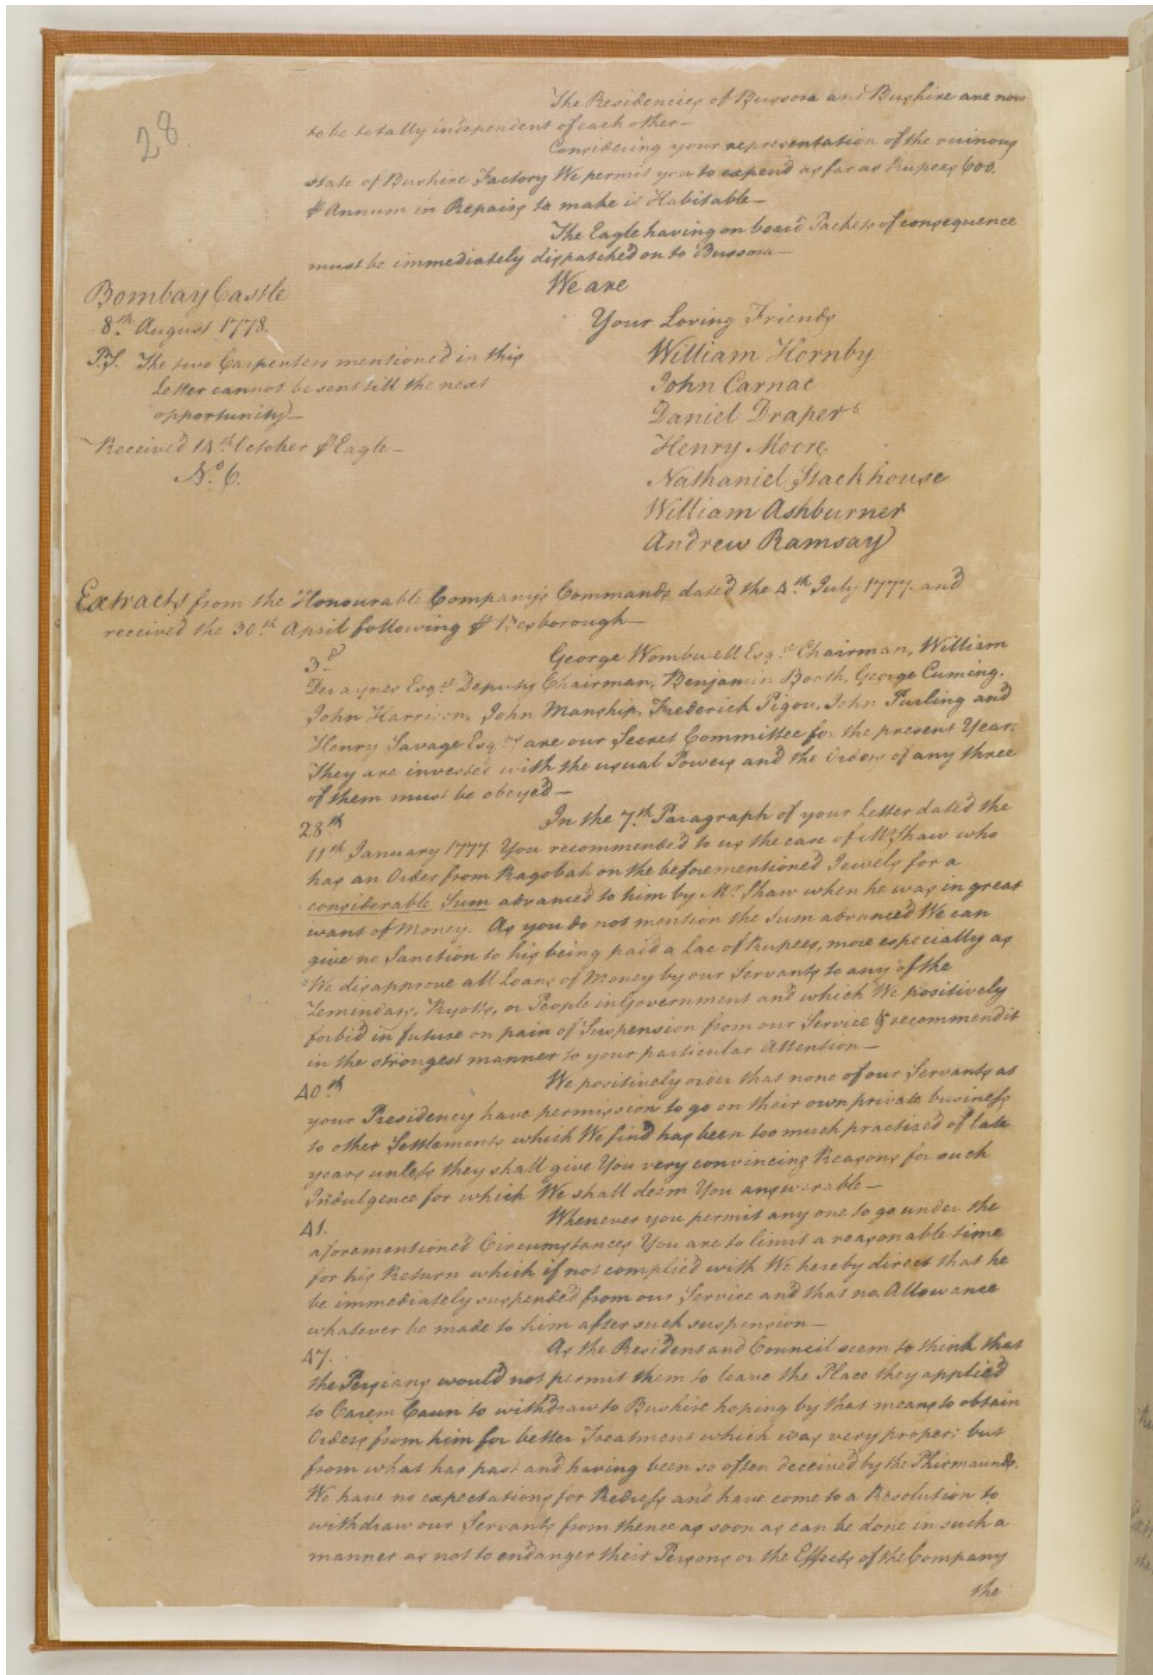 28
The Residencies of Bussora and Bushire are now
to be totally independent of each other—
Considering your representation of the ruinous
state of Bushire Factory We permit you to expend as far as Rupees 600.
⅌ Annum in Repairs to make it Habitable—
The Eagle having on board Packets of consequence
must be immediately dispatched on to Bussora—
We are
Your Loving Friends
Bombay Castle
8th August 1778.
P.S. The two Carpenters mentioned in this
Letter cannot be sent till the next
opportunity—
Received 14th October ⅌ Eagle—
No. 6.
William Hornby
John Carnac
Daniel Draper
Henry Moore
Nathaniel Stackhouse
William Ashburner
Andrew Ramsay
Extracts from the Honourable Company's Commands dated the 4th July 1777. and
received the 30th April following ⅌ Besborough—
3d
George Wombwell Esqr. Chairman, William
Devaynes Esqr. Deputy Chairman, Benjamin Booth, George Cuming,
John Harrison, John Manship, Frederick Pigou, John Purling and
Henry Savage Esqrs. are our Secret Committee for the present Year:
They are invested with the usual Powers and the Orders of any three
of them must be obeyed—
28th
In the 7th Paragraph of your Letter dated the
11th January 1777 You recommended to us the case of Mr. Shaw who
has an Order from Ragobah on the beforementioned Jewels for a
considerable Sum advanced to him by Mr. Shaw when he was in great
want of Money. As you do not mention the Sum advanced We can
give no Sanction to his being paid a Lac of Rupees, more especially as
We disapprove all Loans of Money by our Servants to any of the
Zemindars, Ryotts, or People in Government and which We positively
forbid in future on pain of Suspension from our Service & recommend it
in the strongest manner to your particular Attention—
40th
We positively order that none of our Servants at
your Presidency have permission to go on their own private business
to other Settlements which We find has been too much practised of late
years unless they shall give You very convincing Reasons for such
Indulgence for which We shall deem You answerable—
41.
Whenever you permit any one to go under the
aforementioned Circumstances You are to limit a reasonable time
for his Return which if not complied with We hereby direct that he
be immediately suspended from our Service and that no Allowance
whatever be made to him after such suspension—
47.
As the Resident and Council seem to think that
the Persians would not permit them to leave the Place they applied
to Carem Caun to withdraw to Bushire hoping by that means to obtain
Orders from him for better Treatment which was very proper: but
from what has past and having been so often deceived by the Phirmaunds.
We have no expectations for Redress and have come to a Resolution to
withdraw our Servants from thence as soon as can be done in such a
manner as not to endanger their Persons or the Effects of the Company
the